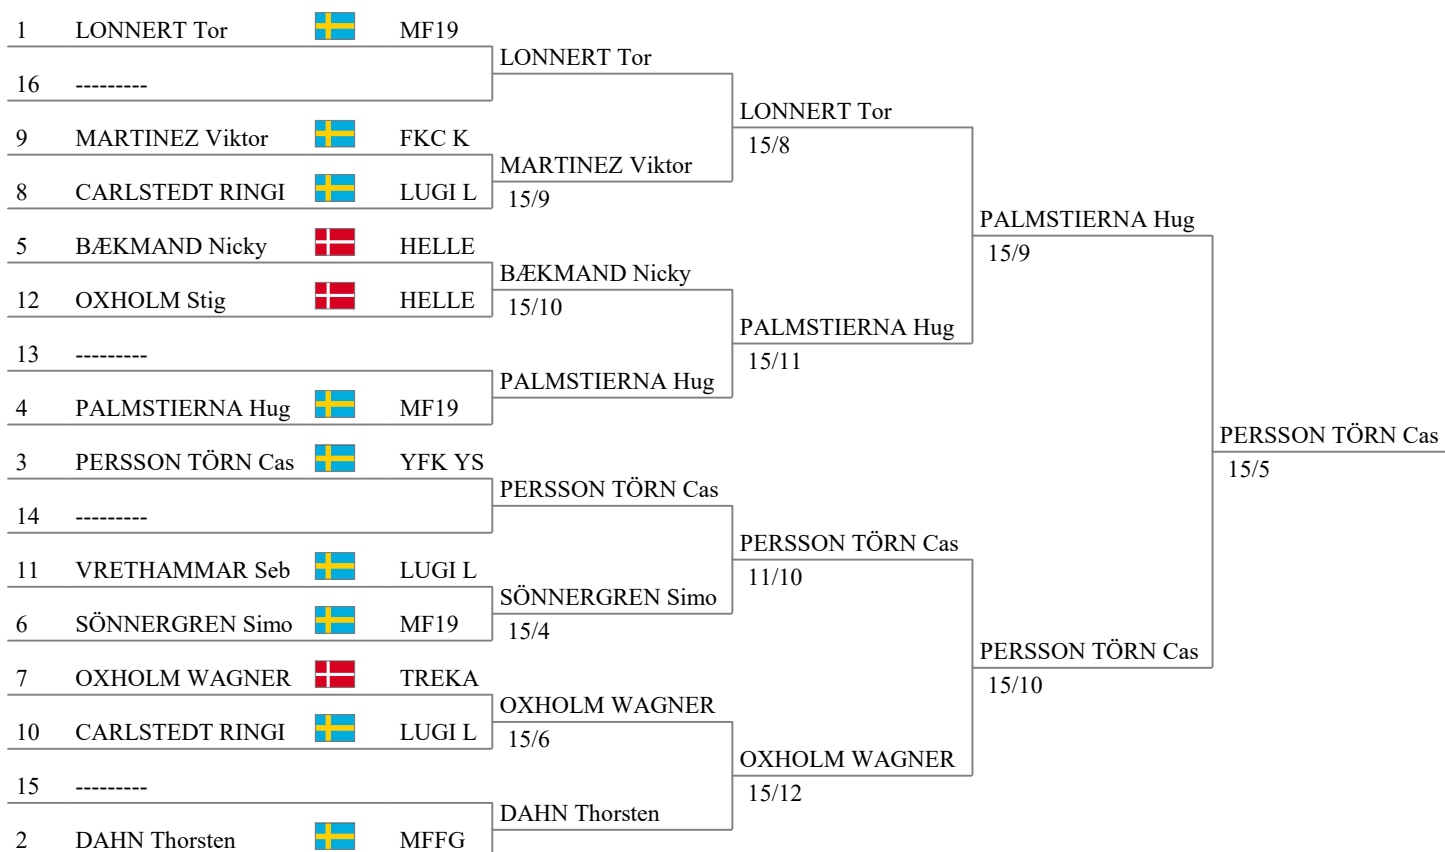 1 LONNERT Tor MF19
16 ---------
9 MARTINEZ Viktor FKC K
8 CARLSTEDT RINGI LUGI L
5 BÆKMAND Nicky HELLE
12 OXHOLM Stig HELLE
13 ---------
4 PALMSTIERNA Hug MF19
3 PERSSON TÖRN Cas YFK YS
14 ---------
11 VRETHAMMAR Seb LUGI L
6 SÖNNERGREN Simo MF19
7 OXHOLM WAGNER TREKA
10 CARLSTEDT RINGI LUGI L
15 ---------
2 DAHN Thorsten MFFG
LONNERT Tor
MARTINEZ Viktor
15/9
BÆKMAND Nicky
15/10
PALMSTIERNA Hug
PERSSON TÖRN Cas
SÖNNERGREN Simo
15/4
OXHOLM WAGNER
15/6
DAHN Thorsten
LONNERT Tor
15/8
PALMSTIERNA Hug
15/11
PERSSON TÖRN Cas
11/10
OXHOLM WAGNER
15/12
PALMSTIERNA Hug
15/9
PERSSON TÖRN Cas
15/10
PERSSON TÖRN Cas
15/5